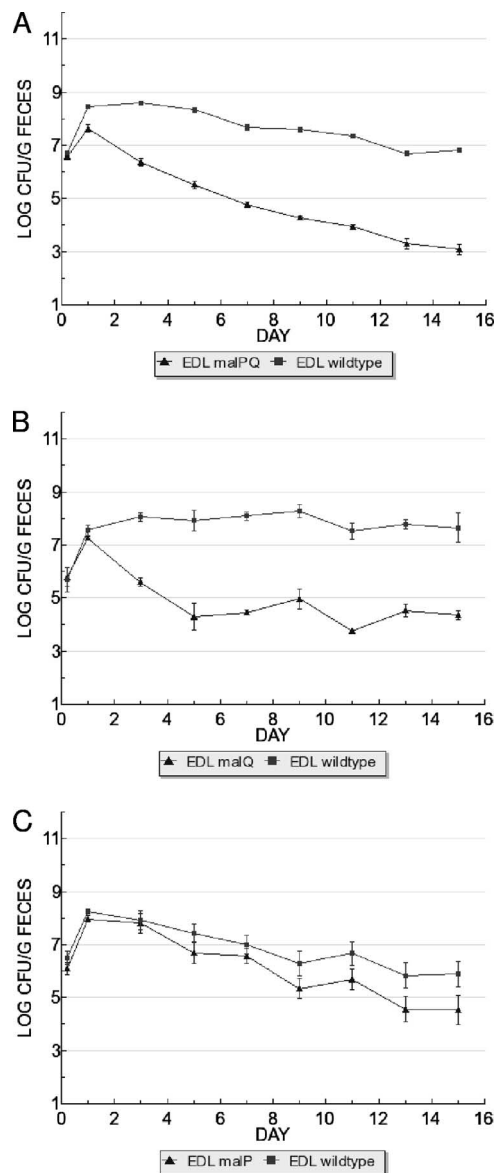 A
11
9
7
5
3
1
LOG CFU/G FECES
0 2 4 6 8 10 12 14 16
DAY
EDL malPQ EDL wildtype
B
11
9
7
5
3
1
LOG CFU/G FECES
0 2 4 6 8 10 12 14 16
DAY
EDL malQ EDL wildtype
C
11
9
7
5
3
1
LOG CFU/G FECES
0 2 4 6 8 10 12 14 16
DAY
EDL malP EDL wildtype